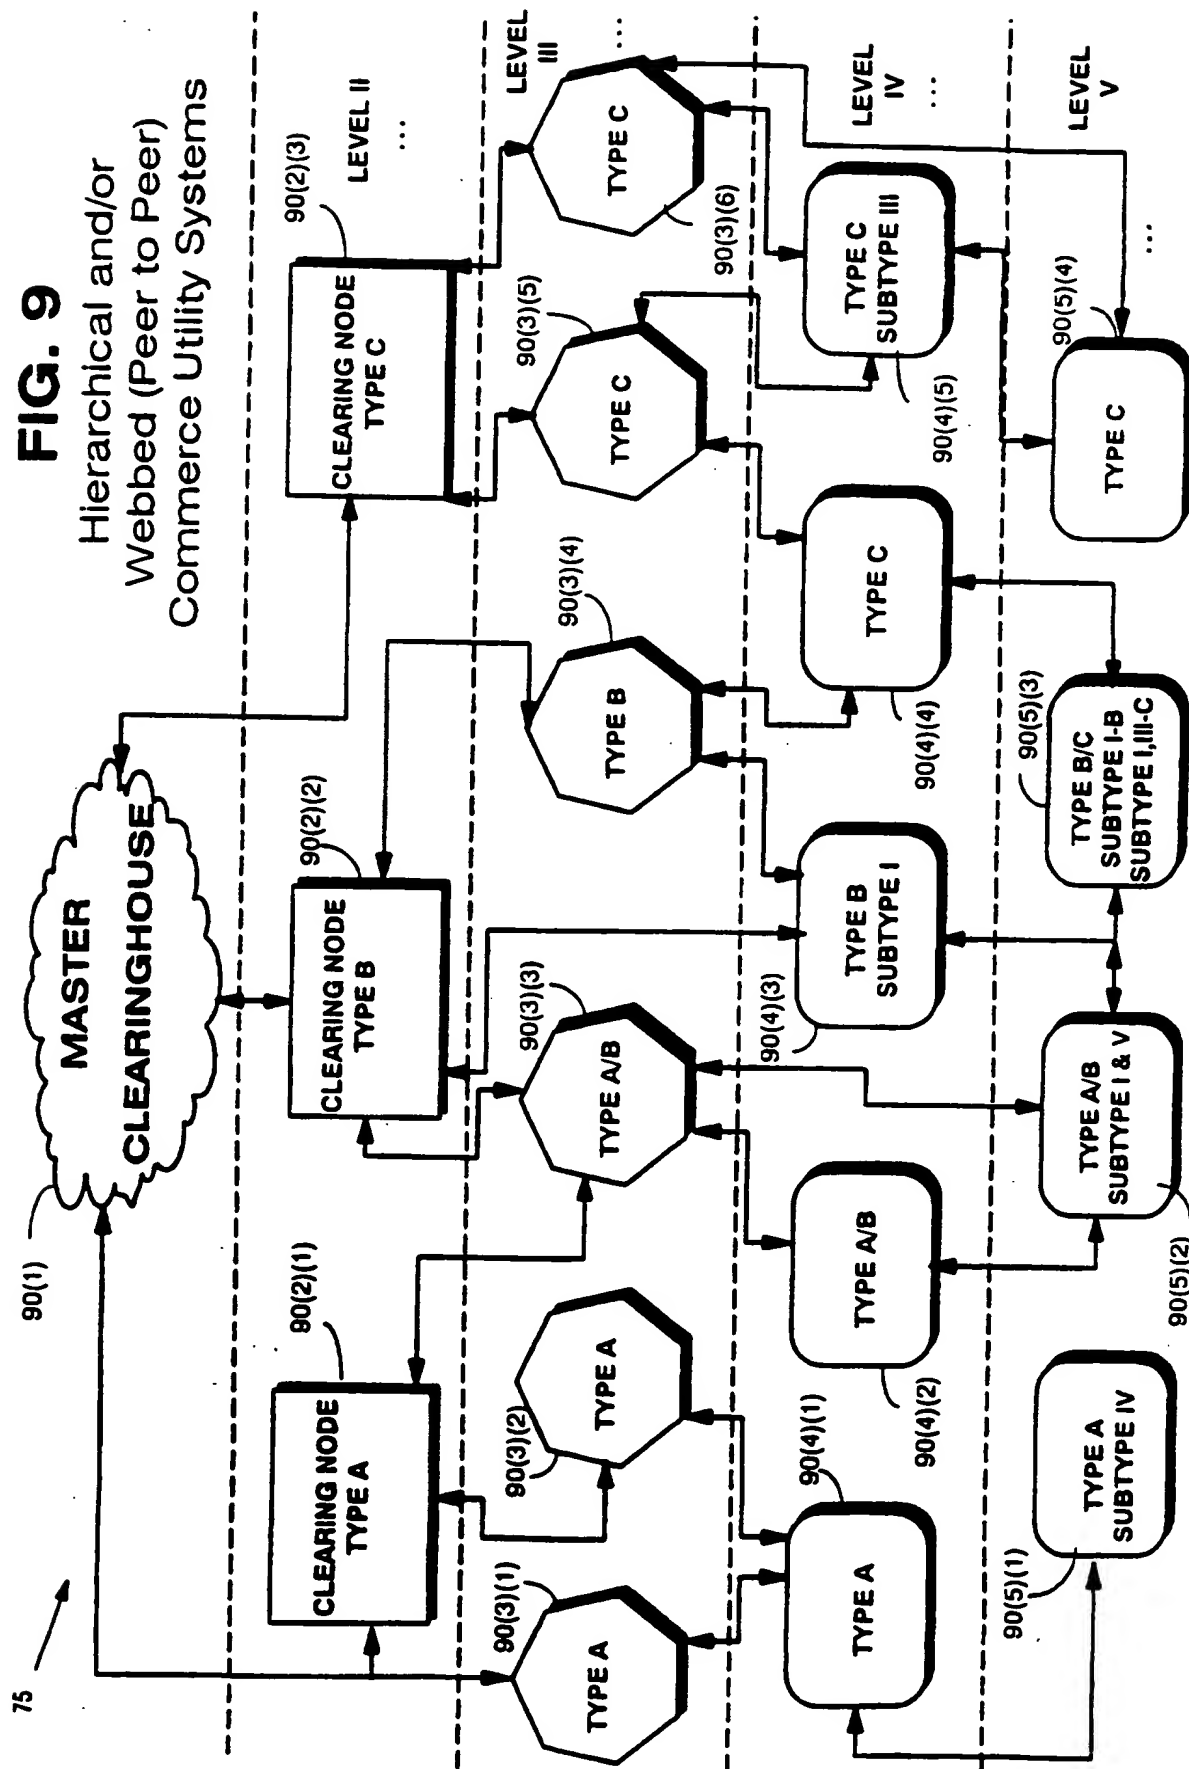 FIG. 9
Hierarchical and/or
Webbed (Peer to Peer)
Commerce Utility Systems
75
90(1)
MASTER
CLEARINGHOUSE
LEVEL II
...
90(2)(1)
CLEARING NODE
TYPE A
90(2)(2)
CLEARING NODE
TYPE B
90(2)(3)
CLEARING NODE
TYPE C
LEVEL
III
...
90(3)(1)
TYPE A
90(3)(2)
TYPE A
90(3)(3)
TYPE A/B
90(3)(4)
TYPE B
90(3)(5)
TYPE C
90(3)(6)
TYPE C
LEVEL
IV
...
90(4)(1)
TYPE A
90(4)(2)
TYPE A/B
90(4)(3)
TYPE B
SUBTYPE I
90(4)(4)
TYPE C
90(4)(5)
TYPE C
SUBTYPE III
LEVEL
V
...
90(5)(1)
TYPE A
SUBTYPE IV
90(5)(2)
TYPE A/B
SUBTYPE I & V
90(5)(3)
TYPE B/C
SUBTYPE I-B
SUBTYPE I,III-C
90(5)(4)
TYPE C